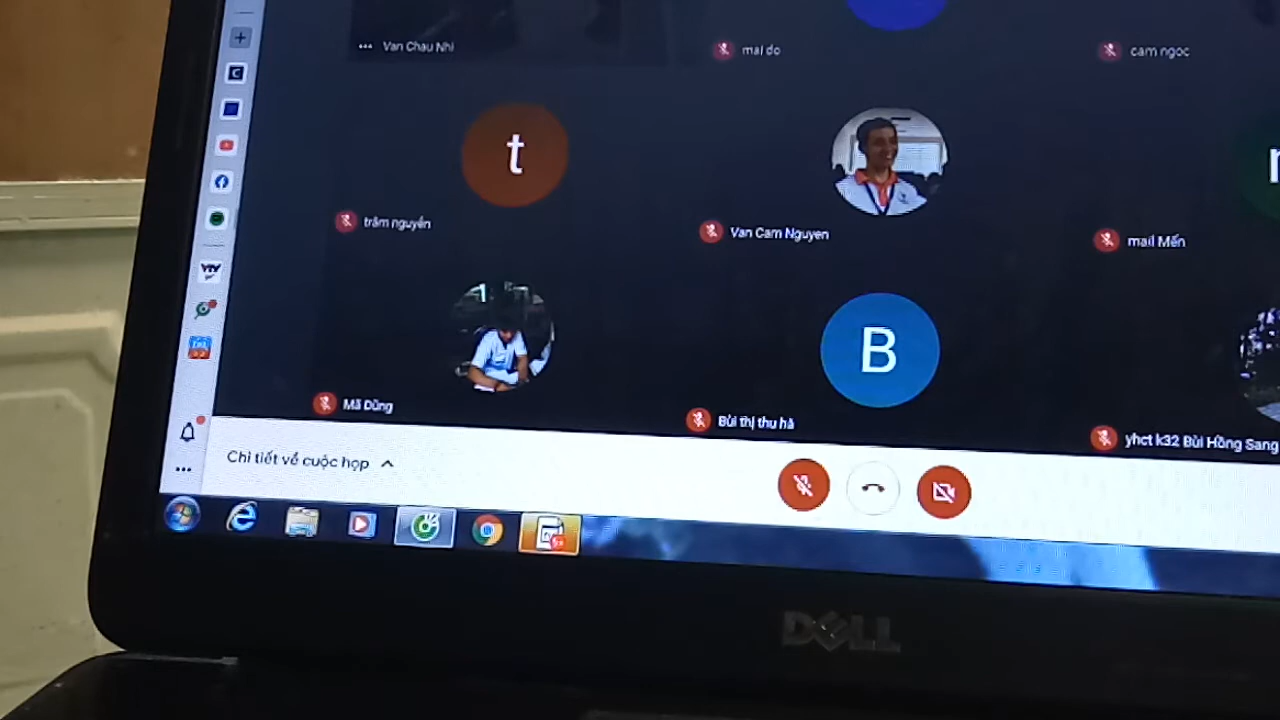 Van Chau Nhi
mai do
cam ngoc
t
trâm nguyễn
Van Cam Nguyen
mail Mến
Mã Dũng
B
Bùi thị thu hà
yhct k32 Bùi Hồng Sang
Chi tiết về cuộc họp
DELL